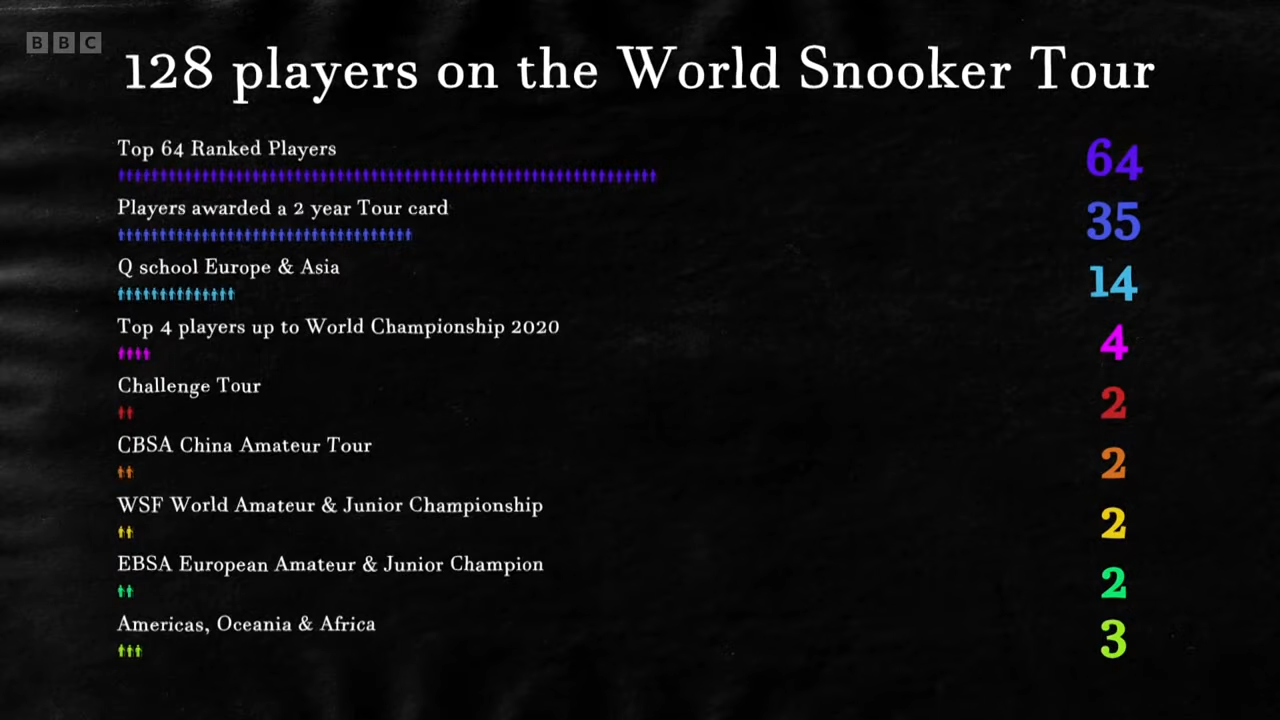 BBC
128 players on the World Snooker Tour
Top 64 Ranked Players
64
Players awarded a 2 year Tour card
35
Q school Europe & Asia
14
Top 4 players up to World Championship 2020
4
Challenge Tour
2
CBSA China Amateur Tour
2
WSF World Amateur & Junior Championship
2
EBSA European Amateur & Junior Champion
2
Americas, Oceania & Africa
3